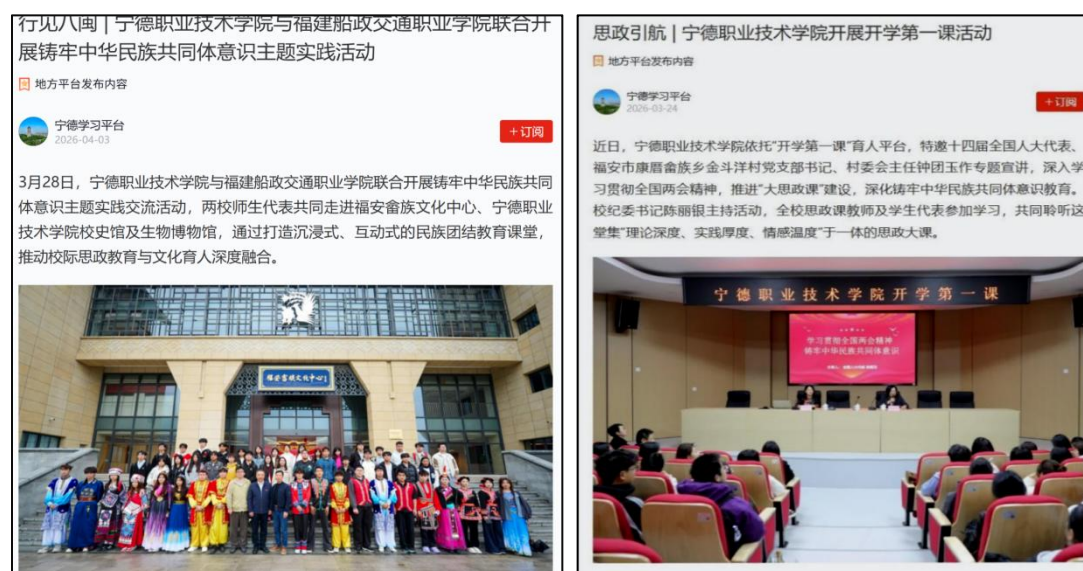 行见八闽 | 宁德职业技术学院与福建船政交通职业学院联合开
展铸牢中华民族共同体意识主题实践活动
地方平台发布内容
宁德学习平台
2026-04-03
+订阅
3月28日，宁德职业技术学院与福建船政交通职业学院联合开展铸牢中华民族共同
体意识主题实践交流活动，两校师生代表共同走进福安畲族文化中心、宁德职业
技术学院校史馆及生物博物馆，通过打造沉浸式、互动式的民族团结教育课堂，
推动校际思政教育与文化育人深度融合。
福安畲族文化中心
思政引航 | 宁德职业技术学院开展开学第一课活动
地方平台发布内容
宁德学习平台
2026-03-24
+订阅
近日，宁德职业技术学院依托“开学第一课”育人平台，特邀十四届全国人大代表、
福安市康厝畲族乡金斗洋村党支部书记、村委会主任钟团玉作专题宣讲，深入学
习贯彻全国两会精神，推进“大思政课”建设，深化铸牢中华民族共同体意识教育。
校纪委书记陈丽银主持活动，全校思政课教师及学生代表参加学习，共同聆听这
堂集“理论深度、实践厚度、情感温度”于一体的思政大课。
宁德职业技术学院开学第一课
学习贯彻全国两会精神
铸牢中华民族共同体意识